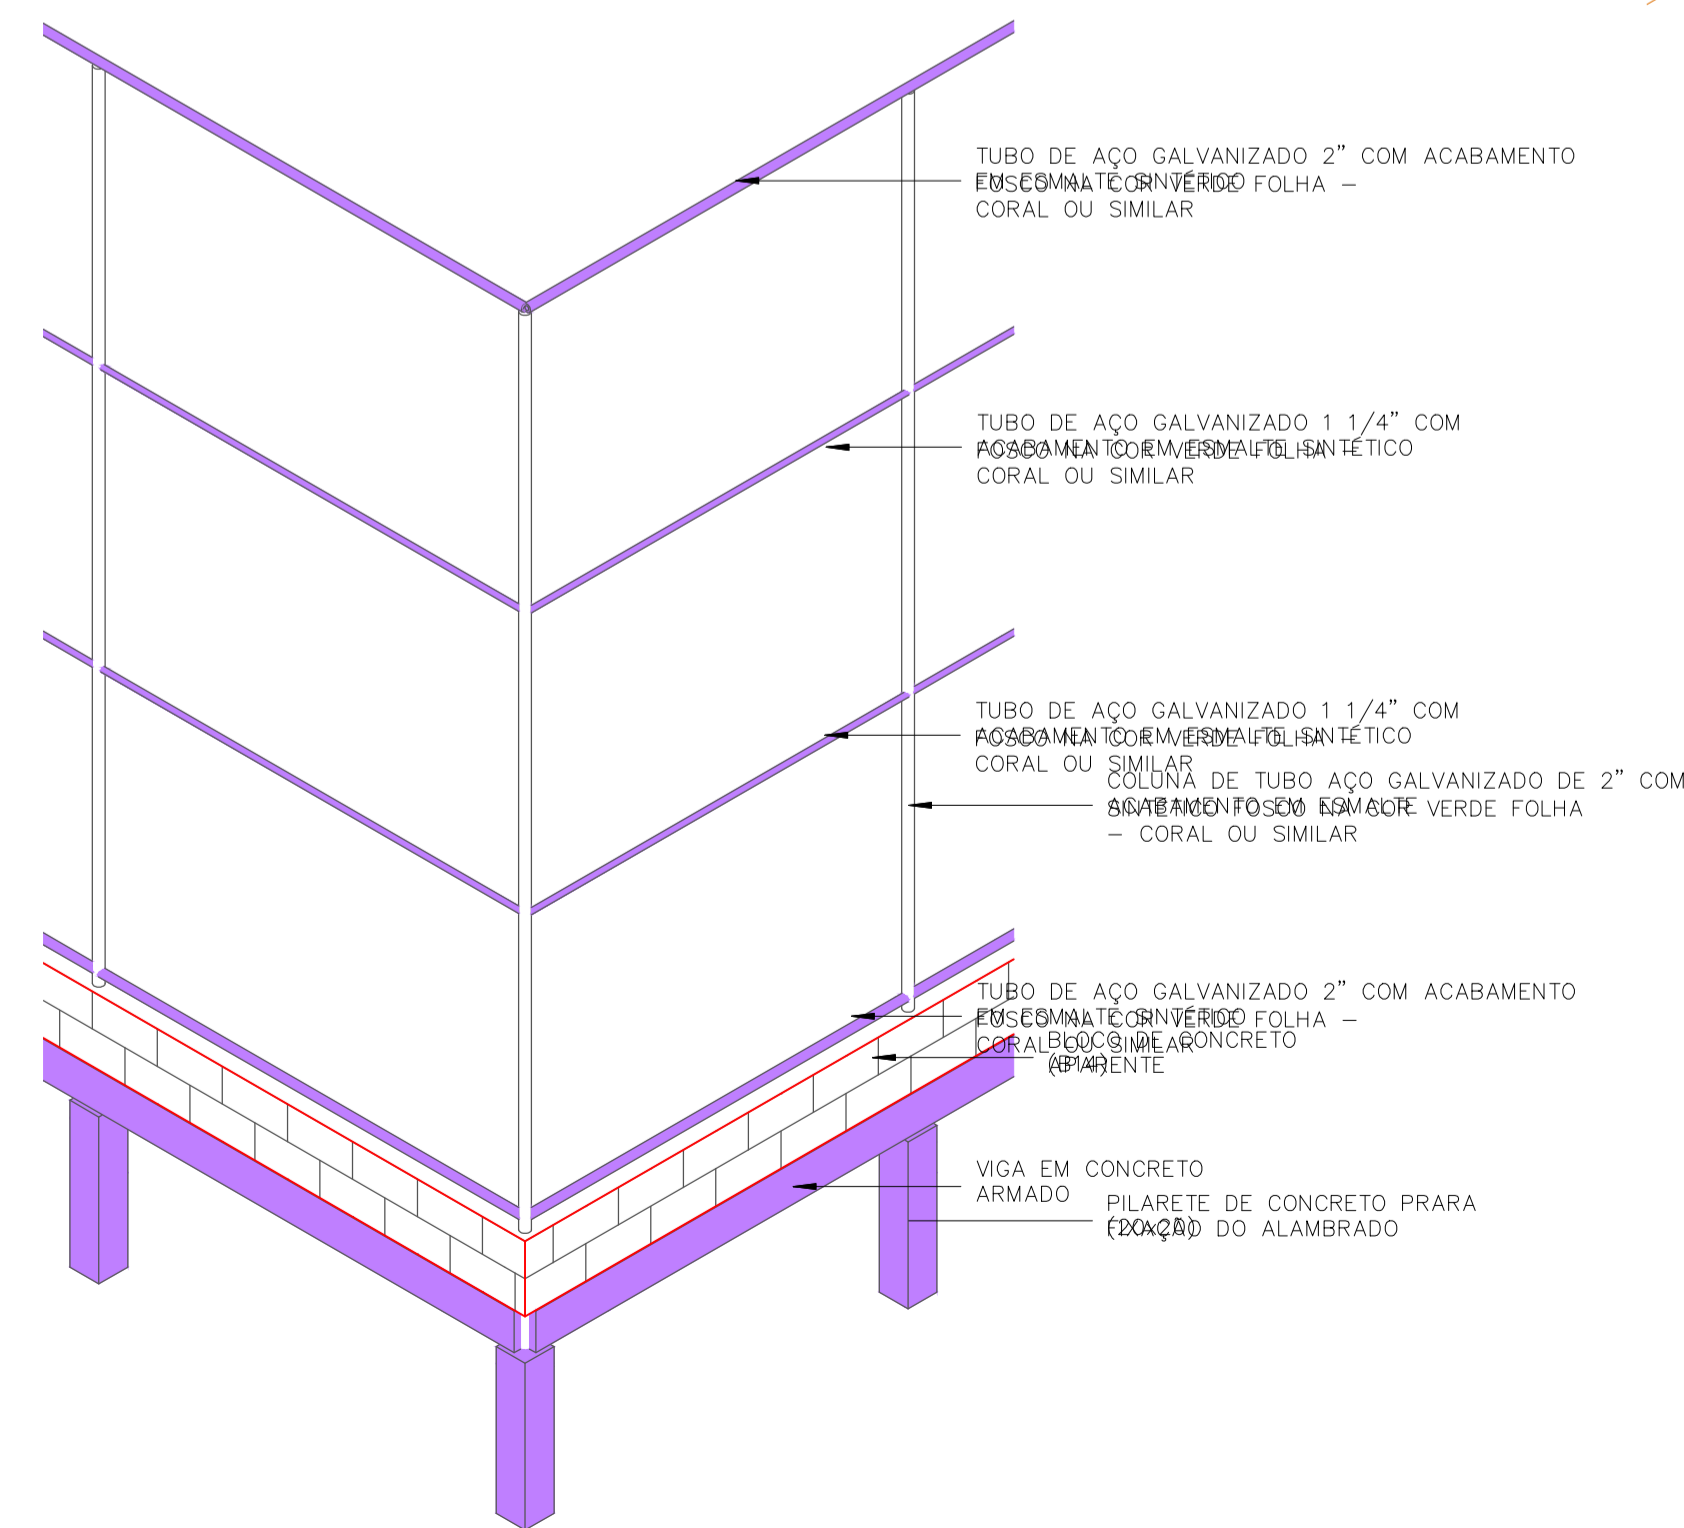 TUBO DE AÇO GALVANIZADO 2” COM ACABAMENTO
EM ESMALTE SINTÉTICO
FOSCO NA COR VERDE FOLHA –
CORAL OU SIMILAR
TUBO DE AÇO GALVANIZADO 1 1/4” COM
ACABAMENTO EM ESMALTE SINTÉTICO
FOSCO NA COR VERDE FOLHA –
CORAL OU SIMILAR
TUBO DE AÇO GALVANIZADO 1 1/4” COM
ACABAMENTO EM ESMALTE SINTÉTICO
FOSCO NA COR VERDE FOLHA –
CORAL OU SIMILAR
COLUNA DE TUBO AÇO GALVANIZADO DE 2” COM
ACABAMENTO EM ESMALTE
SINTÉTICO FOSCO NA COR VERDE FOLHA
– CORAL OU SIMILAR
TUBO DE AÇO GALVANIZADO 2” COM ACABAMENTO
EM ESMALTE SINTÉTICO
FOSCO NA COR VERDE FOLHA –
CORAL OU SIMILAR
BLOCO DE CONCRETO
APARENTE
(B14)
VIGA EM CONCRETO
ARMADO
PILARETE DE CONCRETO PRARA
FIXAÇÃO DO ALAMBRADO
(20x20)